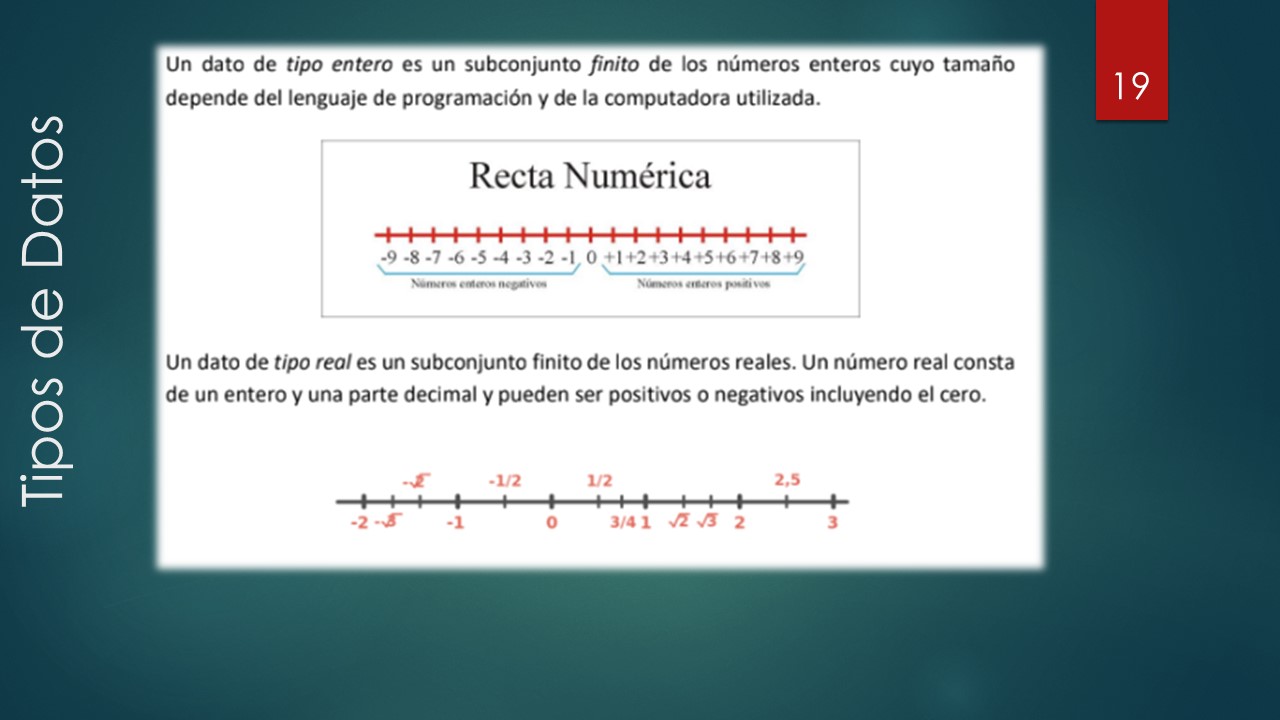 Tipos de Datos
19
Un dato de tipo entero es un subconjunto finito de los números enteros cuyo tamaño
depende del lenguaje de programación y de la computadora utilizada.
Recta Numérica
-9 -8 -7 -6 -5 -4 -3 -2 -1 0 +1 +2 +3 +4 +5 +6 +7 +8 +9
Números enteros negativos Números enteros positivos
Un dato de tipo real es un subconjunto finito de los números reales. Un número real consta
de un entero y una parte decimal y pueden ser positivos o negativos incluyendo el cero.
-√2 -1/2 1/2 2,5
-2 -√3 -1 0 3/4 1 √2 √3 2 3